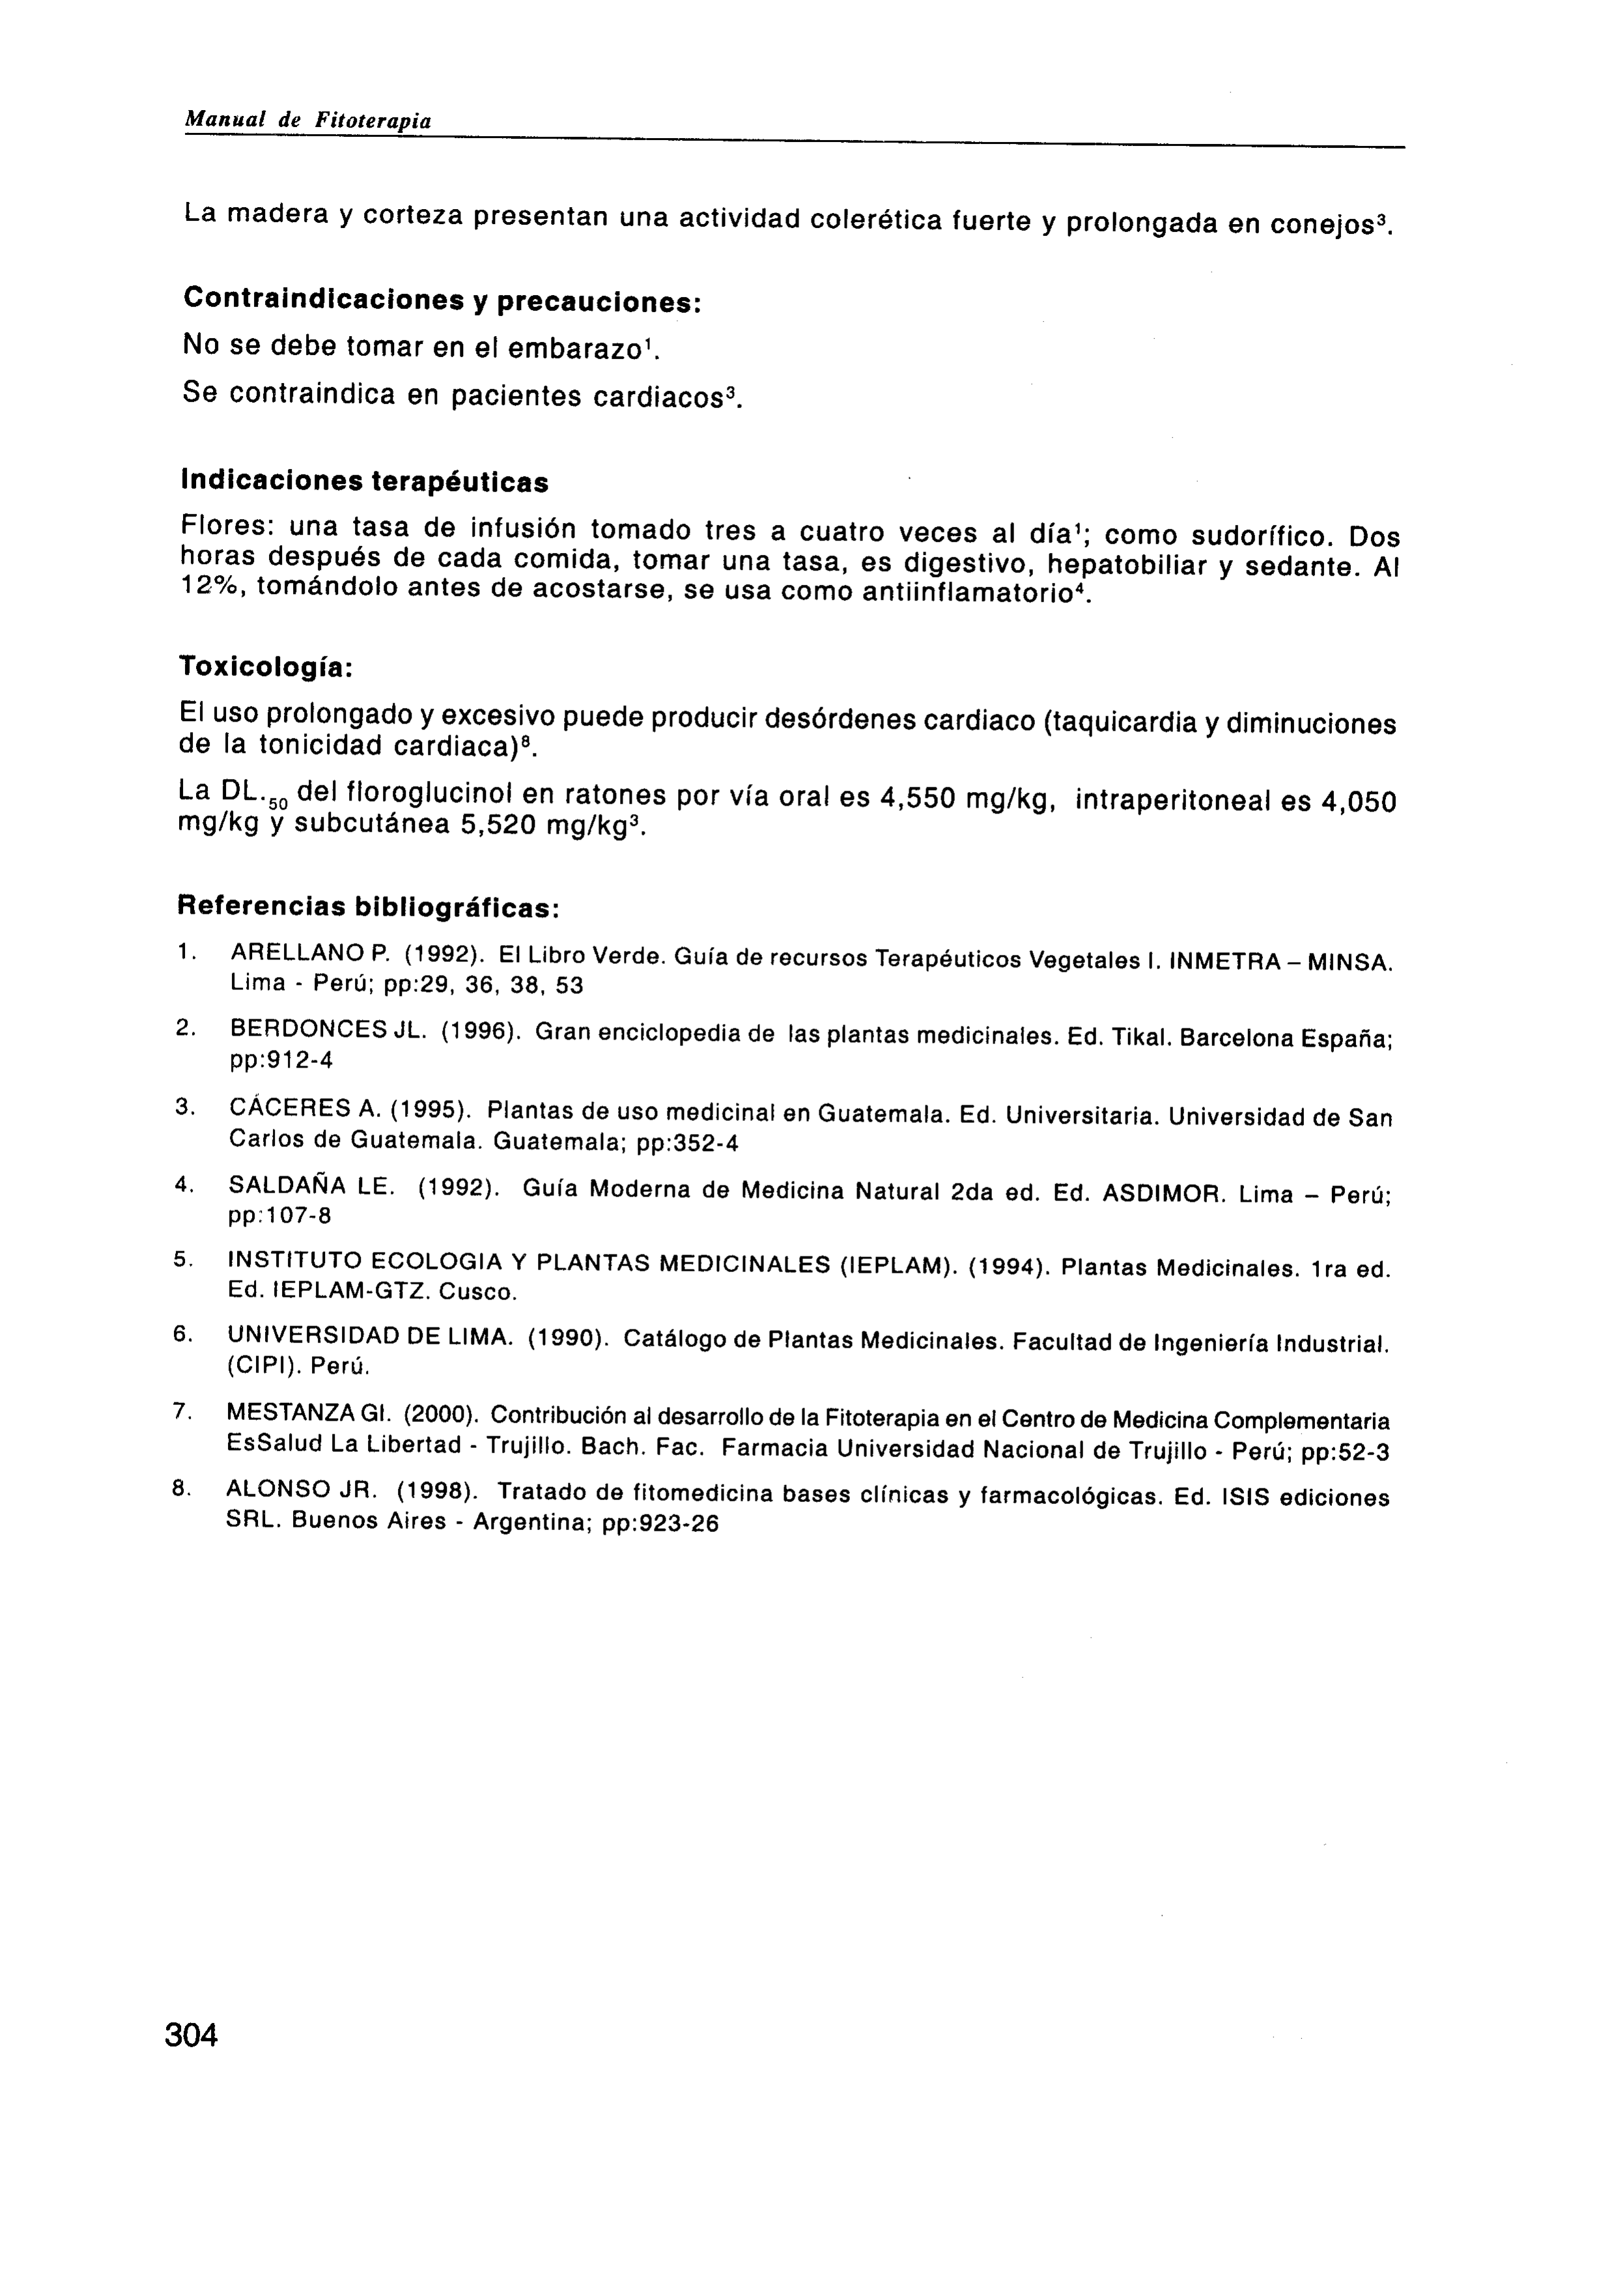 Manual de Fitoterapia
La madera y corteza presentan una actividad colerética fuerte y prolongada en conejos³.
Contraindicaciones y precauciones:
No se debe tomar en el embarazo¹.
Se contraindica en pacientes cardiacos³.
Indicaciones terapéuticas
Flores: una tasa de infusión tomado tres a cuatro veces al día¹; como sudorífico. Dos
horas después de cada comida, tomar una tasa, es digestivo, hepatobiliar y sedante. Al
12%, tomándolo antes de acostarse, se usa como antiinflamatorio⁴.
Toxicología:
El uso prolongado y excesivo puede producir desórdenes cardiaco (taquicardia y diminuciones
de la tonicidad cardiaca)⁸.
La DL.₅₀ del floroglucinol en ratones por vía oral es 4,550 mg/kg, intraperitoneal es 4,050
mg/kg y subcutánea 5,520 mg/kg³.
Referencias bibliográficas:
1. ARELLANO P. (1992). El Libro Verde. Guía de recursos Terapéuticos Vegetales I. INMETRA – MINSA.
Lima - Perú; pp:29, 36, 38, 53
2. BERDONCES JL. (1996). Gran enciclopedia de las plantas medicinales. Ed. Tikal. Barcelona España;
pp:912-4
3. CÁCERES A. (1995). Plantas de uso medicinal en Guatemala. Ed. Universitaria. Universidad de San
Carlos de Guatemala. Guatemala; pp:352-4
4. SALDAÑA LE. (1992). Guía Moderna de Medicina Natural 2da ed. Ed. ASDIMOR. Lima – Perú;
pp:107-8
5. INSTITUTO ECOLOGIA Y PLANTAS MEDICINALES (IEPLAM). (1994). Plantas Medicinales. 1ra ed.
Ed. IEPLAM-GTZ. Cusco.
6. UNIVERSIDAD DE LIMA. (1990). Catálogo de Plantas Medicinales. Facultad de Ingeniería Industrial.
(CIPI). Perú.
7. MESTANZA GI. (2000). Contribución al desarrollo de la Fitoterapia en el Centro de Medicina Complementaria
EsSalud La Libertad - Trujillo. Bach. Fac. Farmacia Universidad Nacional de Trujillo - Perú; pp:52-3
8. ALONSO JR. (1998). Tratado de fitomedicina bases clínicas y farmacológicas. Ed. ISIS ediciones
SRL. Buenos Aires - Argentina; pp:923-26
304